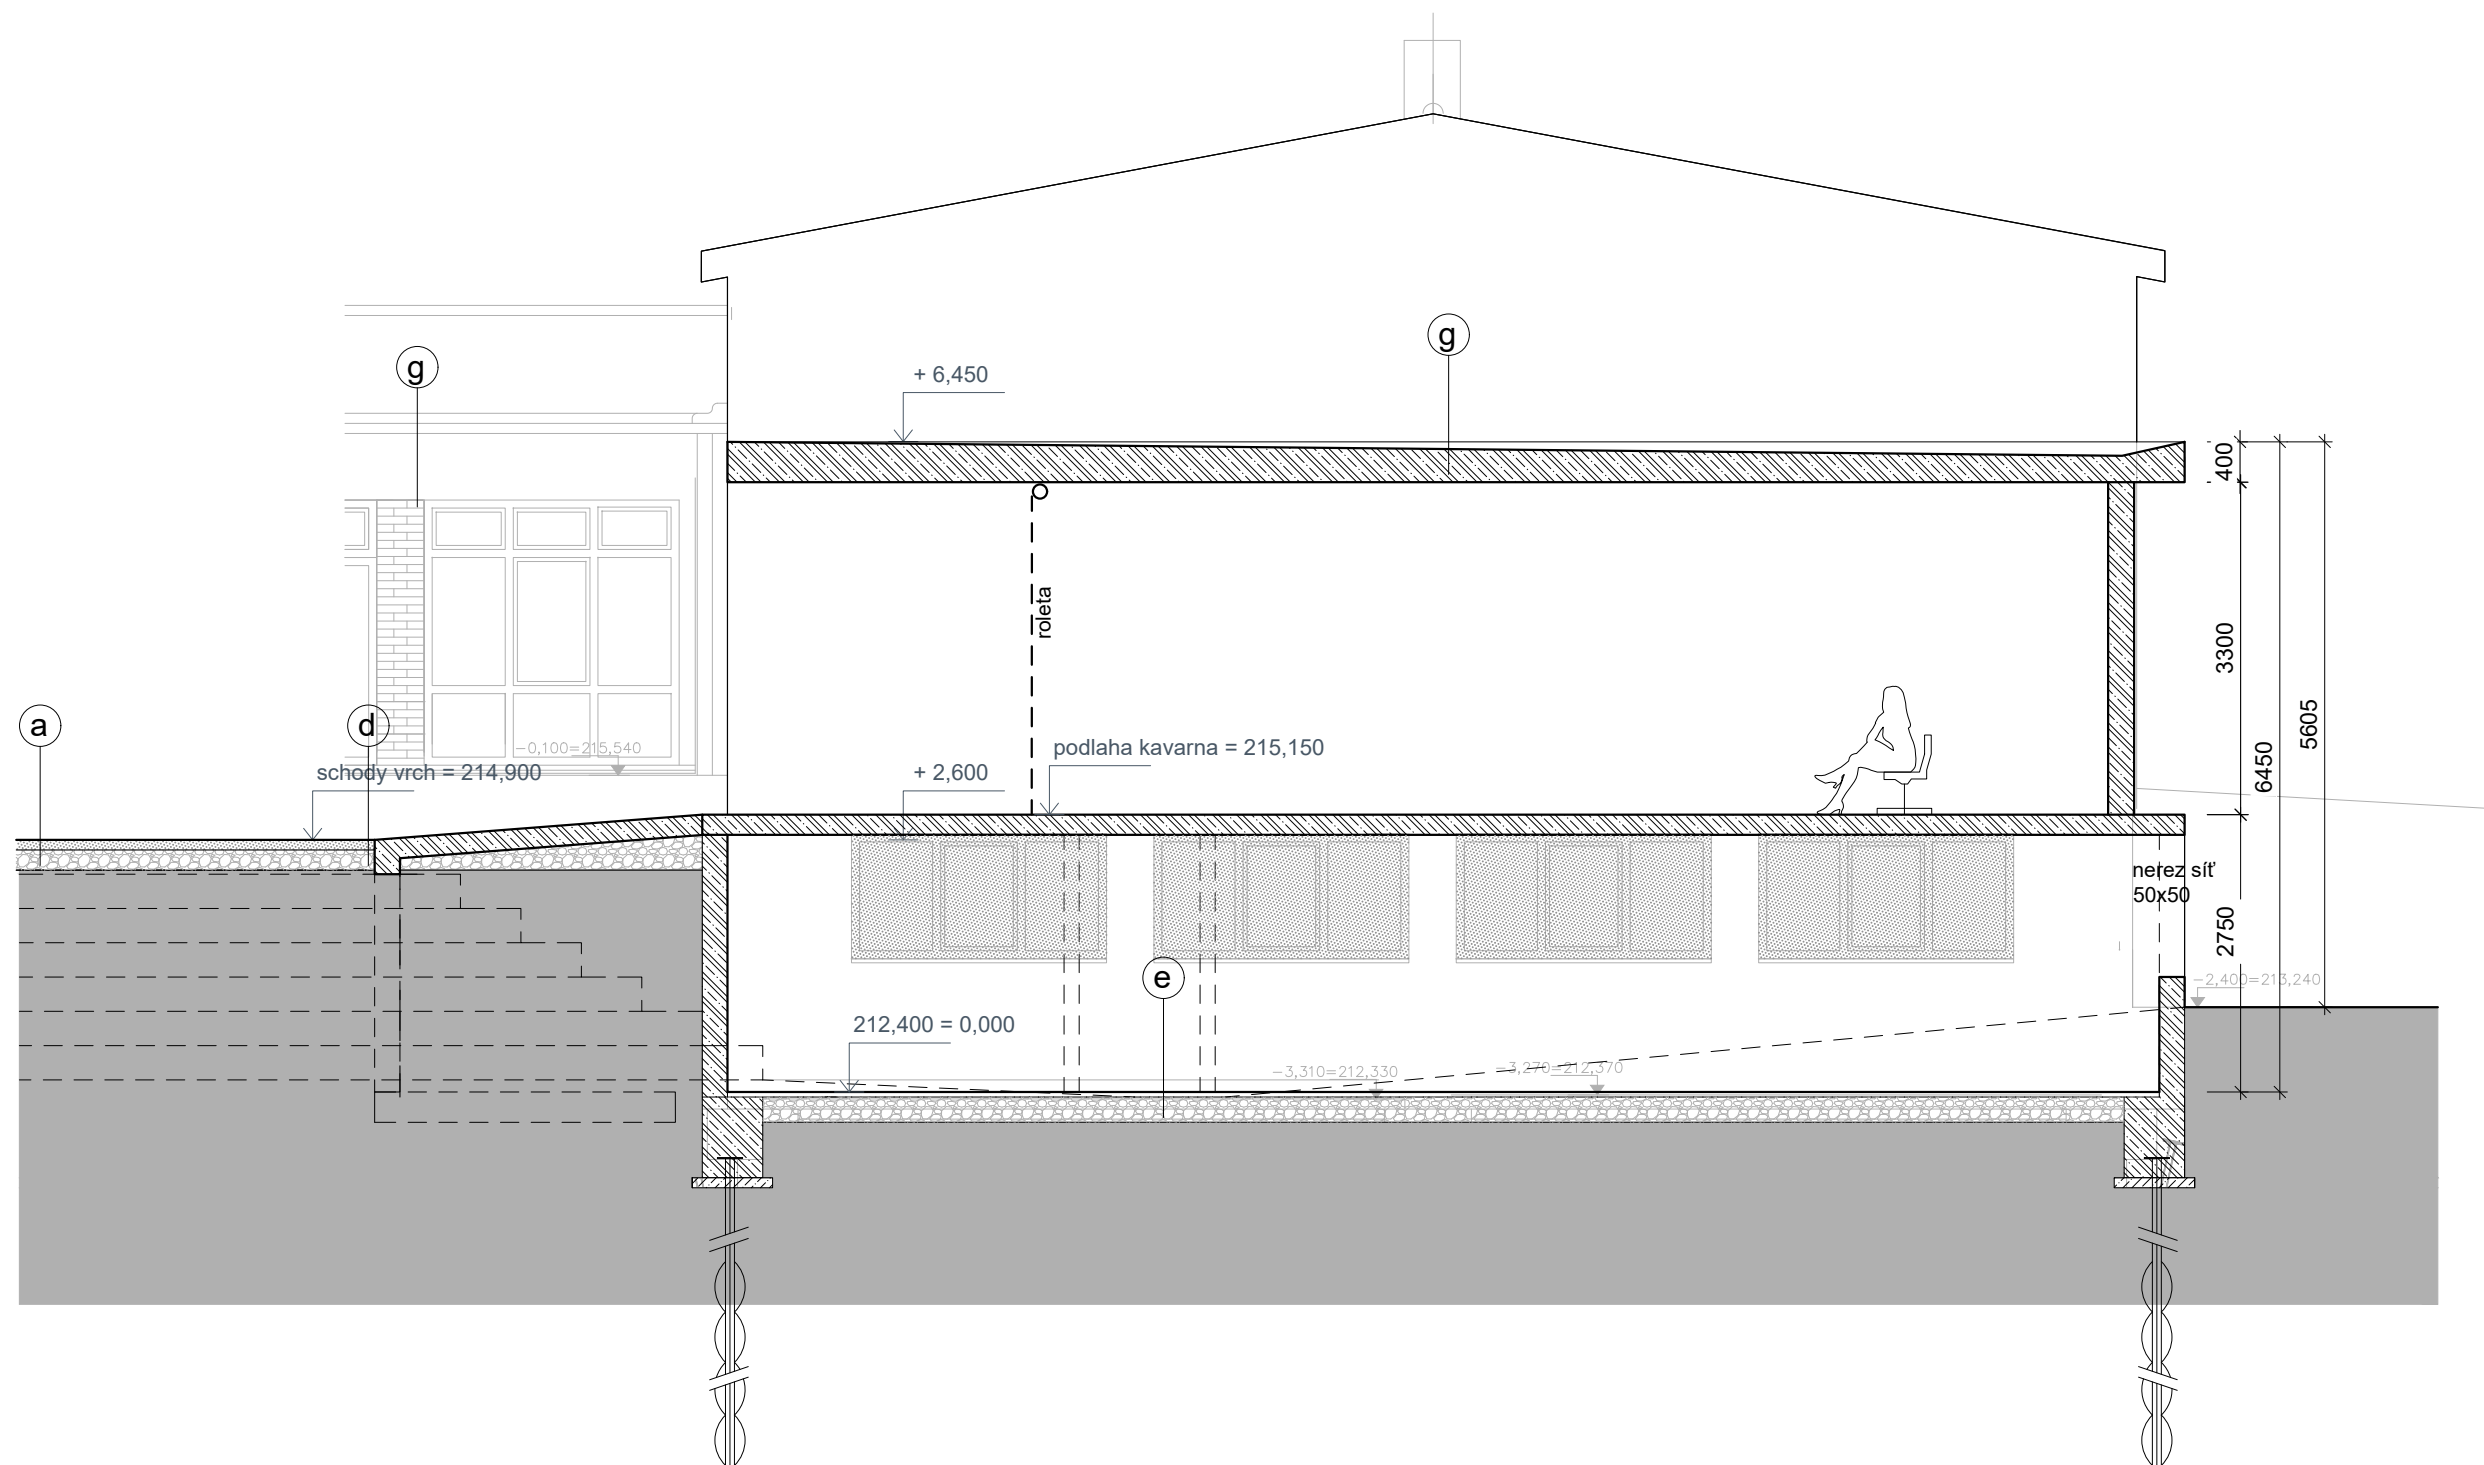 g
g
+ 6,450
400
3300
5605
6450
roleta
a
d
−0,100=215,540
podlaha kavarna = 215,150
schody vrch = 214,900
+ 2,600
nerez síť
50x50
2750
e
−2,400=213,240
212,400 = 0,000
−3,310=212,330
−3,270=212,370